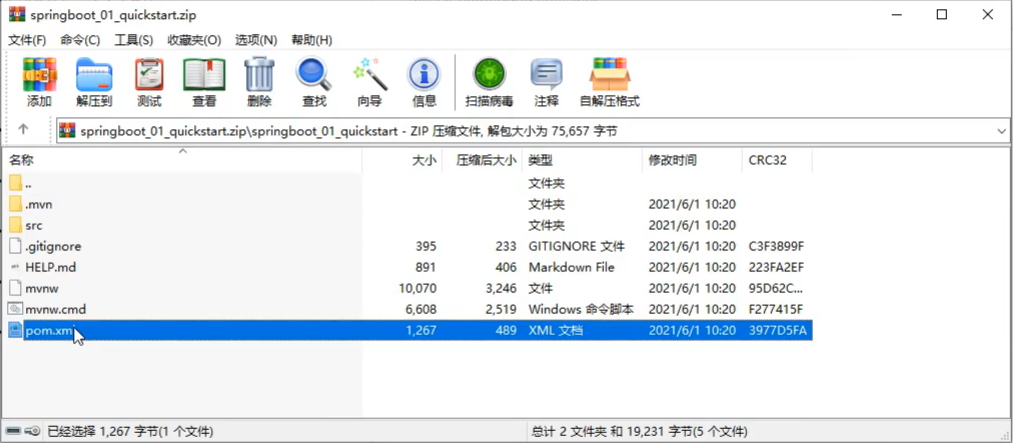 springboot_01_quickstart.zip
文件(F) 命令(C) 工具(S) 收藏夹(O) 选项(N) 帮助(H)
添加 解压到 测试 查看 删除 查找 向导 信息 扫描病毒 注释 自解压格式
springboot_01_quickstart.zip\springboot_01_quickstart - ZIP 压缩文件, 解包大小为 75,657 字节
名称 大小 压缩后大小 类型 修改时间 CRC32
.. 文件夹
.mvn 文件夹 2021/6/1 10:20
src 文件夹 2021/6/1 10:20
.gitignore 395 233 GITIGNORE 文件 2021/6/1 10:20 C3F3899F
HELP.md 891 406 Markdown File 2021/6/1 10:20 223FA2EF
mvnw 10,070 3,246 文件 2021/6/1 10:20 95D62C...
mvnw.cmd 6,608 2,519 Windows 命令脚本 2021/6/1 10:20 F277415F
pom.xml 1,267 489 XML 文档 2021/6/1 10:20 3977D5FA
已经选择 1,267 字节(1 个文件) 总计 2 文件夹 和 19,231 字节(5 个文件)